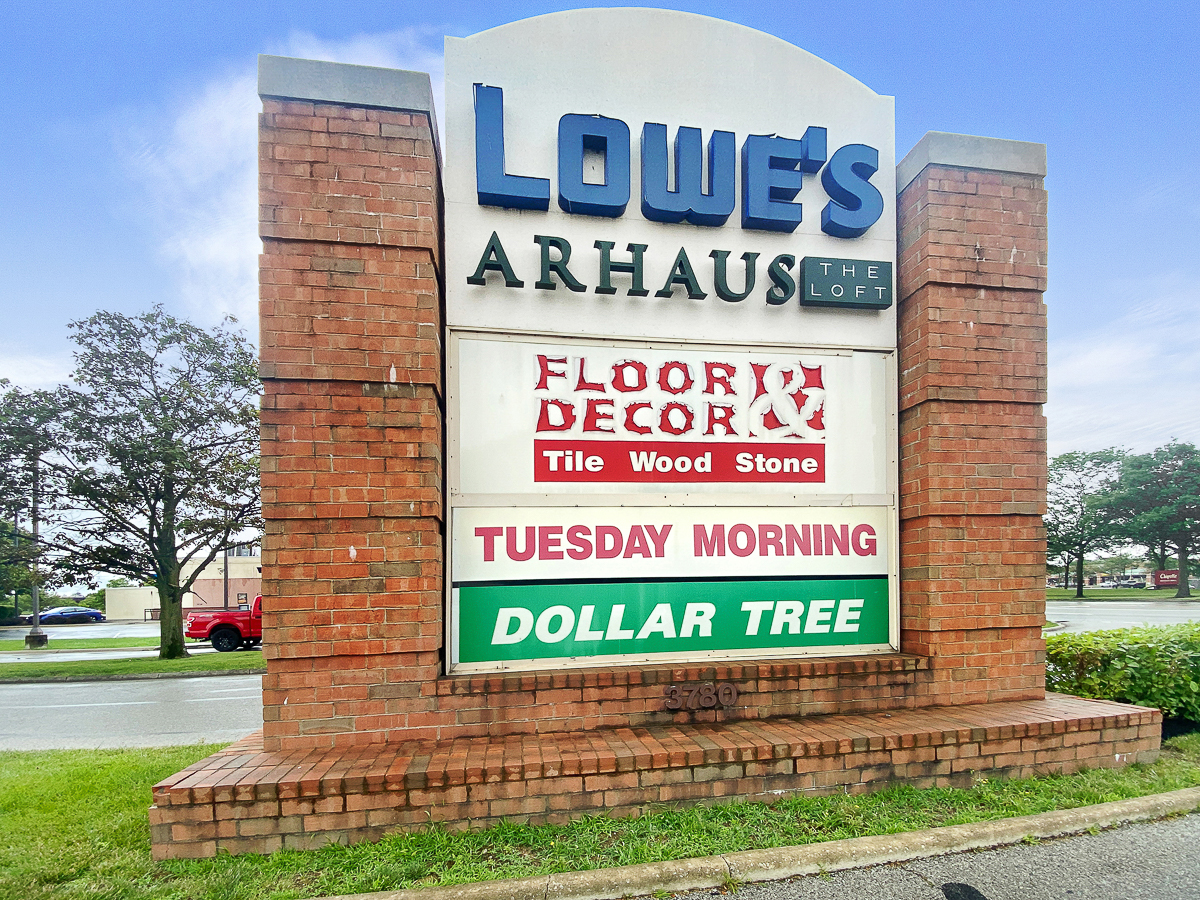 LOWE'S
ARHAUS THE LOFT
FLOOR &
DECOR
Tile Wood Stone
TUESDAY MORNING
DOLLAR TREE
3780